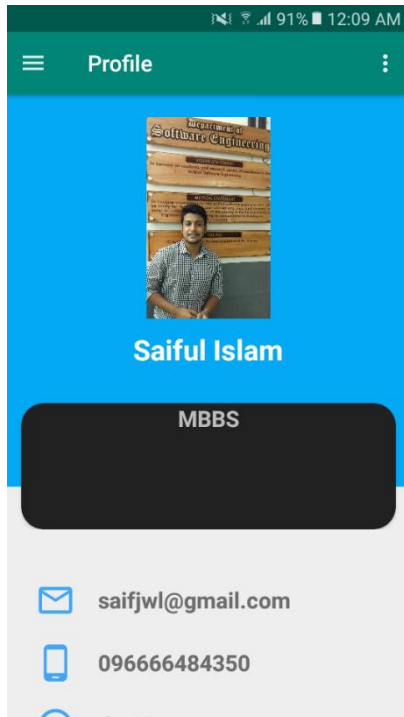 91% 12:09 AM
Profile
Department of
Software Engineering
Saiful Islam
MBBS
saifjwl@gmail.com
096666484350